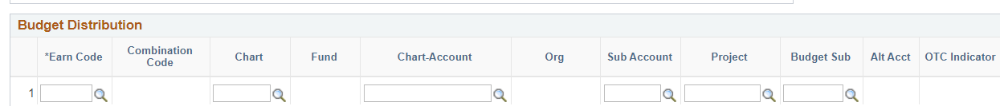 Budget Distribution
*Earn Code
Combination
Code
Chart
Fund
Chart-Account
Org
Sub Account
Project
Budget Sub
Alt Acct
OTC Indicator
1